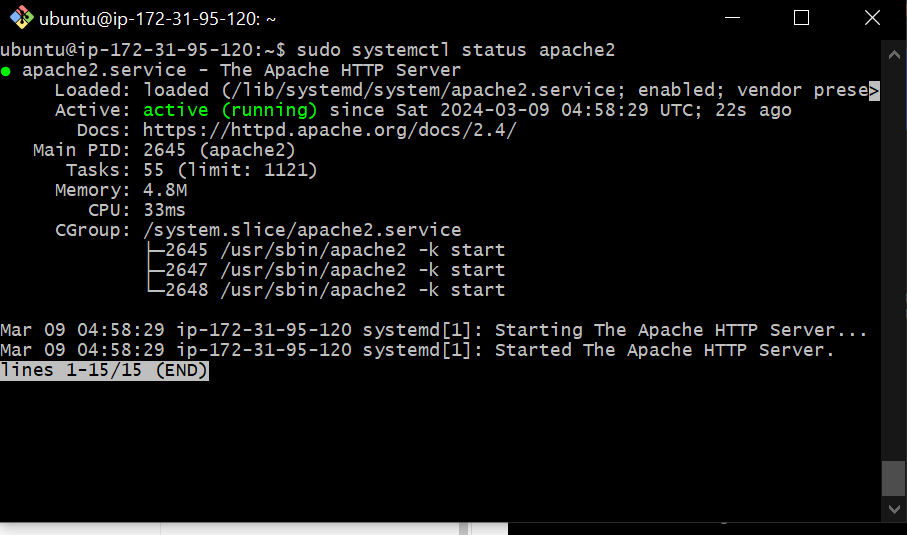 ubuntu@ip-172-31-95-120: ~
ubuntu@ip-172-31-95-120:~$ sudo systemctl status apache2
● apache2.service - The Apache HTTP Server
     Loaded: loaded (/lib/systemd/system/apache2.service; enabled; vendor prese>
     Active: active (running) since Sat 2024-03-09 04:58:29 UTC; 22s ago
       Docs: https://httpd.apache.org/docs/2.4/
   Main PID: 2645 (apache2)
      Tasks: 55 (limit: 1121)
     Memory: 4.8M
        CPU: 33ms
     CGroup: /system.slice/apache2.service
             ├─2645 /usr/sbin/apache2 -k start
             ├─2647 /usr/sbin/apache2 -k start
             └─2648 /usr/sbin/apache2 -k start
Mar 09 04:58:29 ip-172-31-95-120 systemd[1]: Starting The Apache HTTP Server...
Mar 09 04:58:29 ip-172-31-95-120 systemd[1]: Started The Apache HTTP Server.
lines 1-15/15 (END)